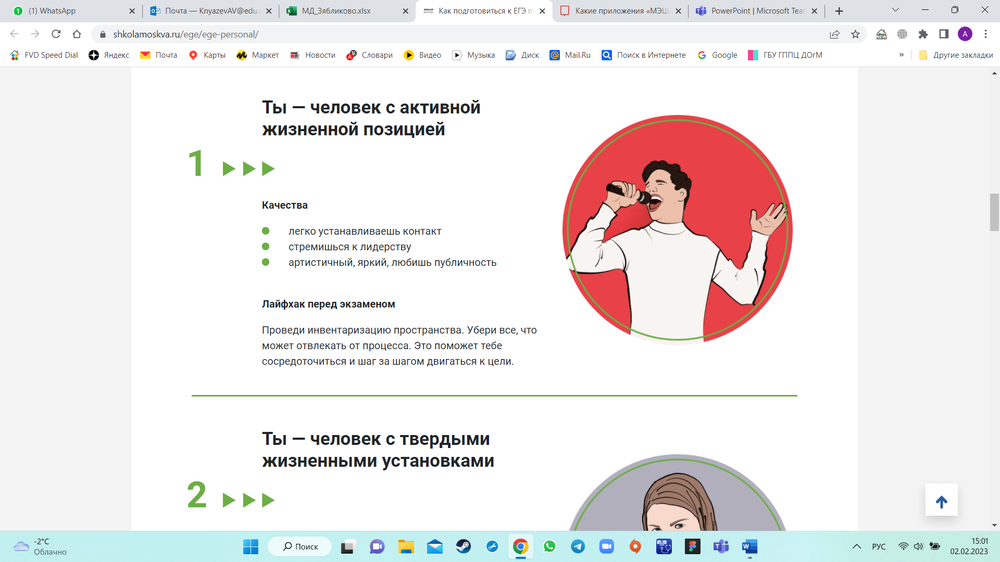 (1) WhatsApp
Почта — KnyazevAV@edu.
МД_Зябликово.xlsx
Как подготовиться к ЕГЭ п
Какие приложения «МЭШ
PowerPoint | Microsoft Tean
shkolamoskva.ru/ege/ege-personal/
A
FVD Speed Dial
Яндекс
Почта
Карты
Маркет
Новости
Словари
Видео
Музыка
Диск
Mail.Ru
Поиск в Интернете
Google
ГБУ ГППЦ ДОгМ
»
Другие закладки
Ты — человек с активной
жизненной позицией
1
Качества
легко устанавливаешь контакт
стремишься к лидерству
артистичный, яркий, любишь публичность
Лайфхак перед экзаменом
Проведи инвентаризацию пространства. Убери все, что
может отвлекать от процесса. Это поможет тебе
сосредоточиться и шаг за шагом двигаться к цели.
Ты — человек с твердыми
жизненными установками
2
-2°C
Облачно
Поиск
РУС
15:01
02.02.2023